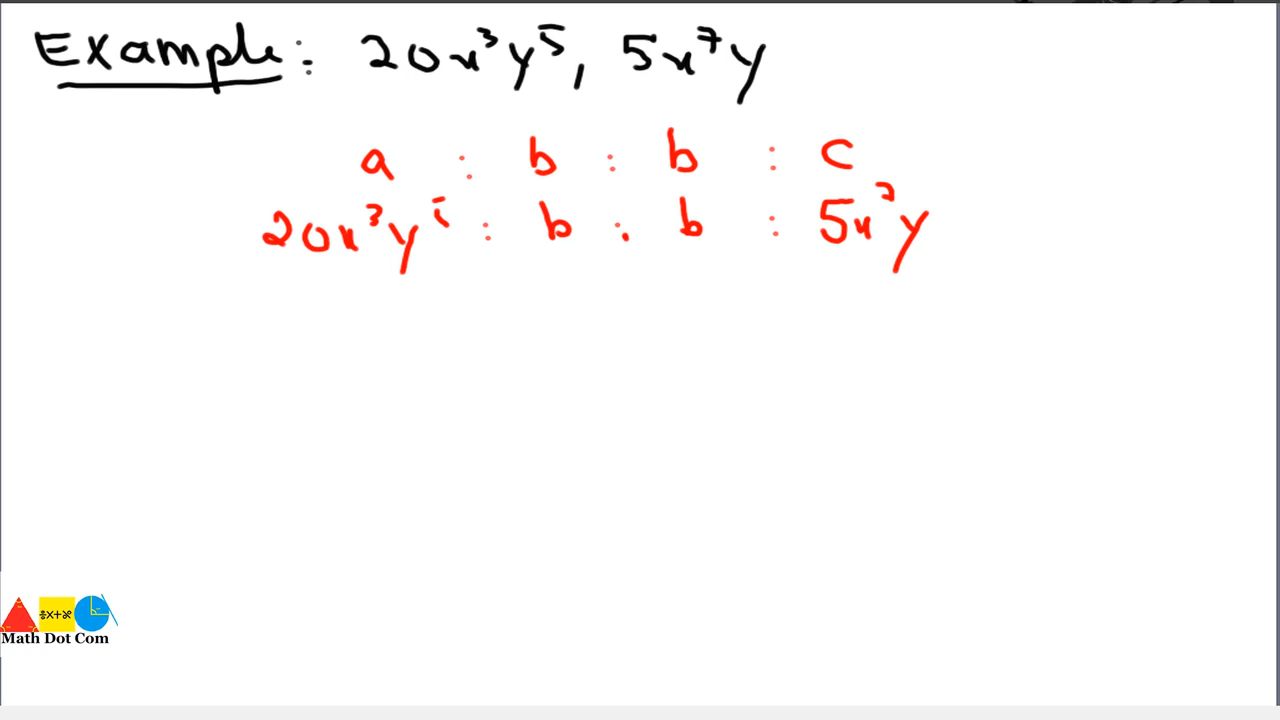 Example: 20x³y⁵, 5x⁷y
a : b : b : c
20x³y⁵ : b : b : 5x⁷y
÷X+
Math Dot Com